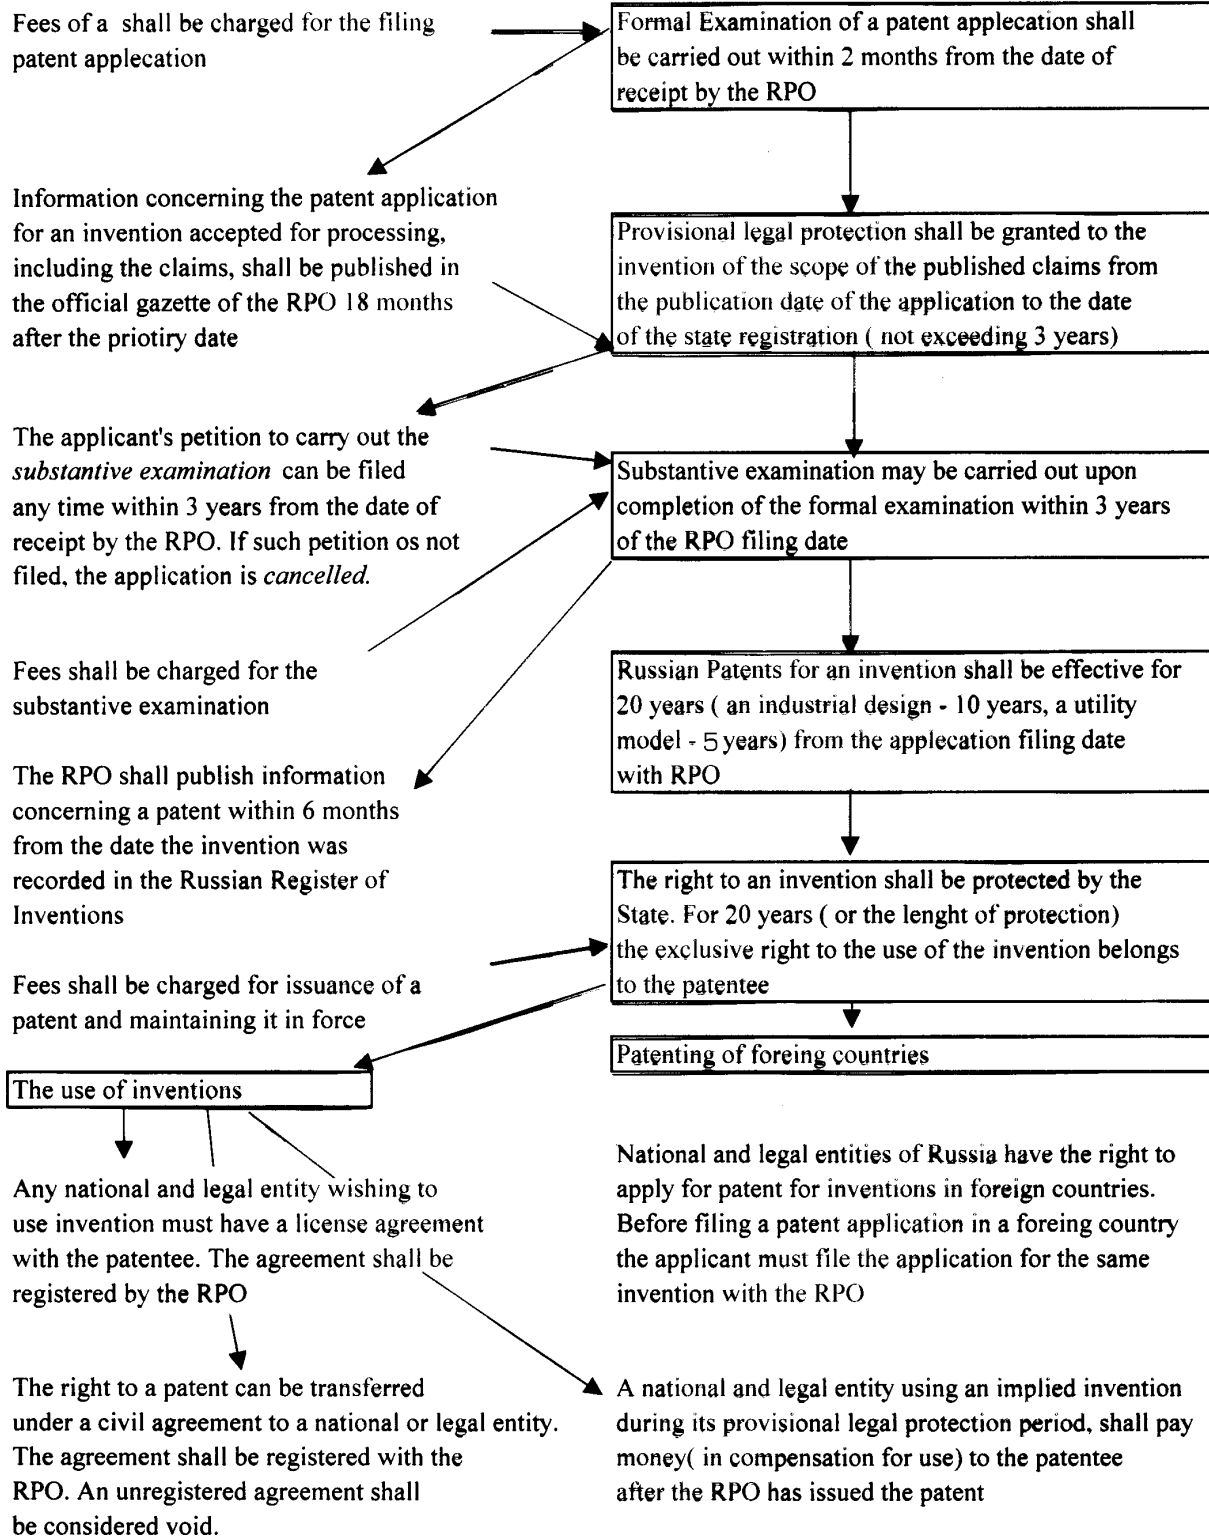 Fees of a shall be charged for the filing
patent applecation
Formal Examination of a patent applecation shall
be carried out within 2 months from the date of
receipt by the RPO
Information concerning the patent application
for an invention accepted for processing,
including the claims, shall be published in
the official gazette of the RPO 18 months
after the priotiry date
Provisional legal protection shall be granted to the
invention of the scope of the published claims from
the publication date of the application to the date
of the state registration ( not exceeding 3 years)
The applicant's petition to carry out the
substantive examination can be filed
any time within 3 years from the date of
receipt by the RPO. If such petition os not
filed, the application is cancelled.
Substantive examination may be carried out upon
completion of the formal examination within 3 years
of the RPO filing date
Fees shall be charged for the
substantive examination
Russian Patents for an invention shall be effective for
20 years ( an industrial design - 10 years, a utility
model - 5 years) from the applecation filing date
with RPO
The RPO shall publish information
concerning a patent within 6 months
from the date the invention was
recorded in the Russian Register of
Inventions
The right to an invention shall be protected by the
State. For 20 years ( or the lenght of protection)
the exclusive right to the use of the invention belongs
to the patentee
Fees shall be charged for issuance of a
patent and maintaining it in force
Patenting of foreing countries
The use of inventions
National and legal entities of Russia have the right to
apply for patent for inventions in foreign countries.
Before filing a patent application in a foreing country
the applicant must file the application for the same
invention with the RPO
Any national and legal entity wishing to
use invention must have a license agreement
with the patentee. The agreement shall be
registered by the RPO
The right to a patent can be transferred
under a civil agreement to a national or legal entity.
The agreement shall be registered with the
RPO. An unregistered agreement shall
be considered void.
A national and legal entity using an implied invention
during its provisional legal protection period, shall pay
money( in compensation for use) to the patentee
after the RPO has issued the patent